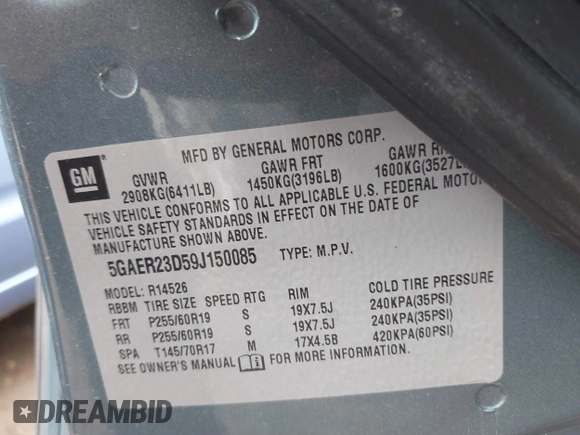 GM
MFD BY GENERAL MOTORS CORP.
GVWR GAWR FRT GAWR
2908KG(6411LB) 1450KG(3196LB) 1600KG(3527L
THIS VEHICLE CONFORMS TO ALL APPLICABLE U.S. FEDERAL MOTOR
VEHICLE SAFETY STANDARDS IN EFFECT ON THE DATE OF
MANUFACTURE SHOWN ABOVE.
5GAER23D59J150085 TYPE: M.P.V.
MODEL: R14526
RBBM TIRE SIZE SPEED RTG RIM COLD TIRE PRESSURE
FRT P255/60R19 S 19X7.5J 240KPA(35PSI)
RR P255/60R19 S 19X7.5J 240KPA(35PSI)
SPA T145/70R17 M 17X4.5B 420KPA(60PSI)
SEE OWNER'S MANUAL FOR MORE INFORMATION.
DREAMBID